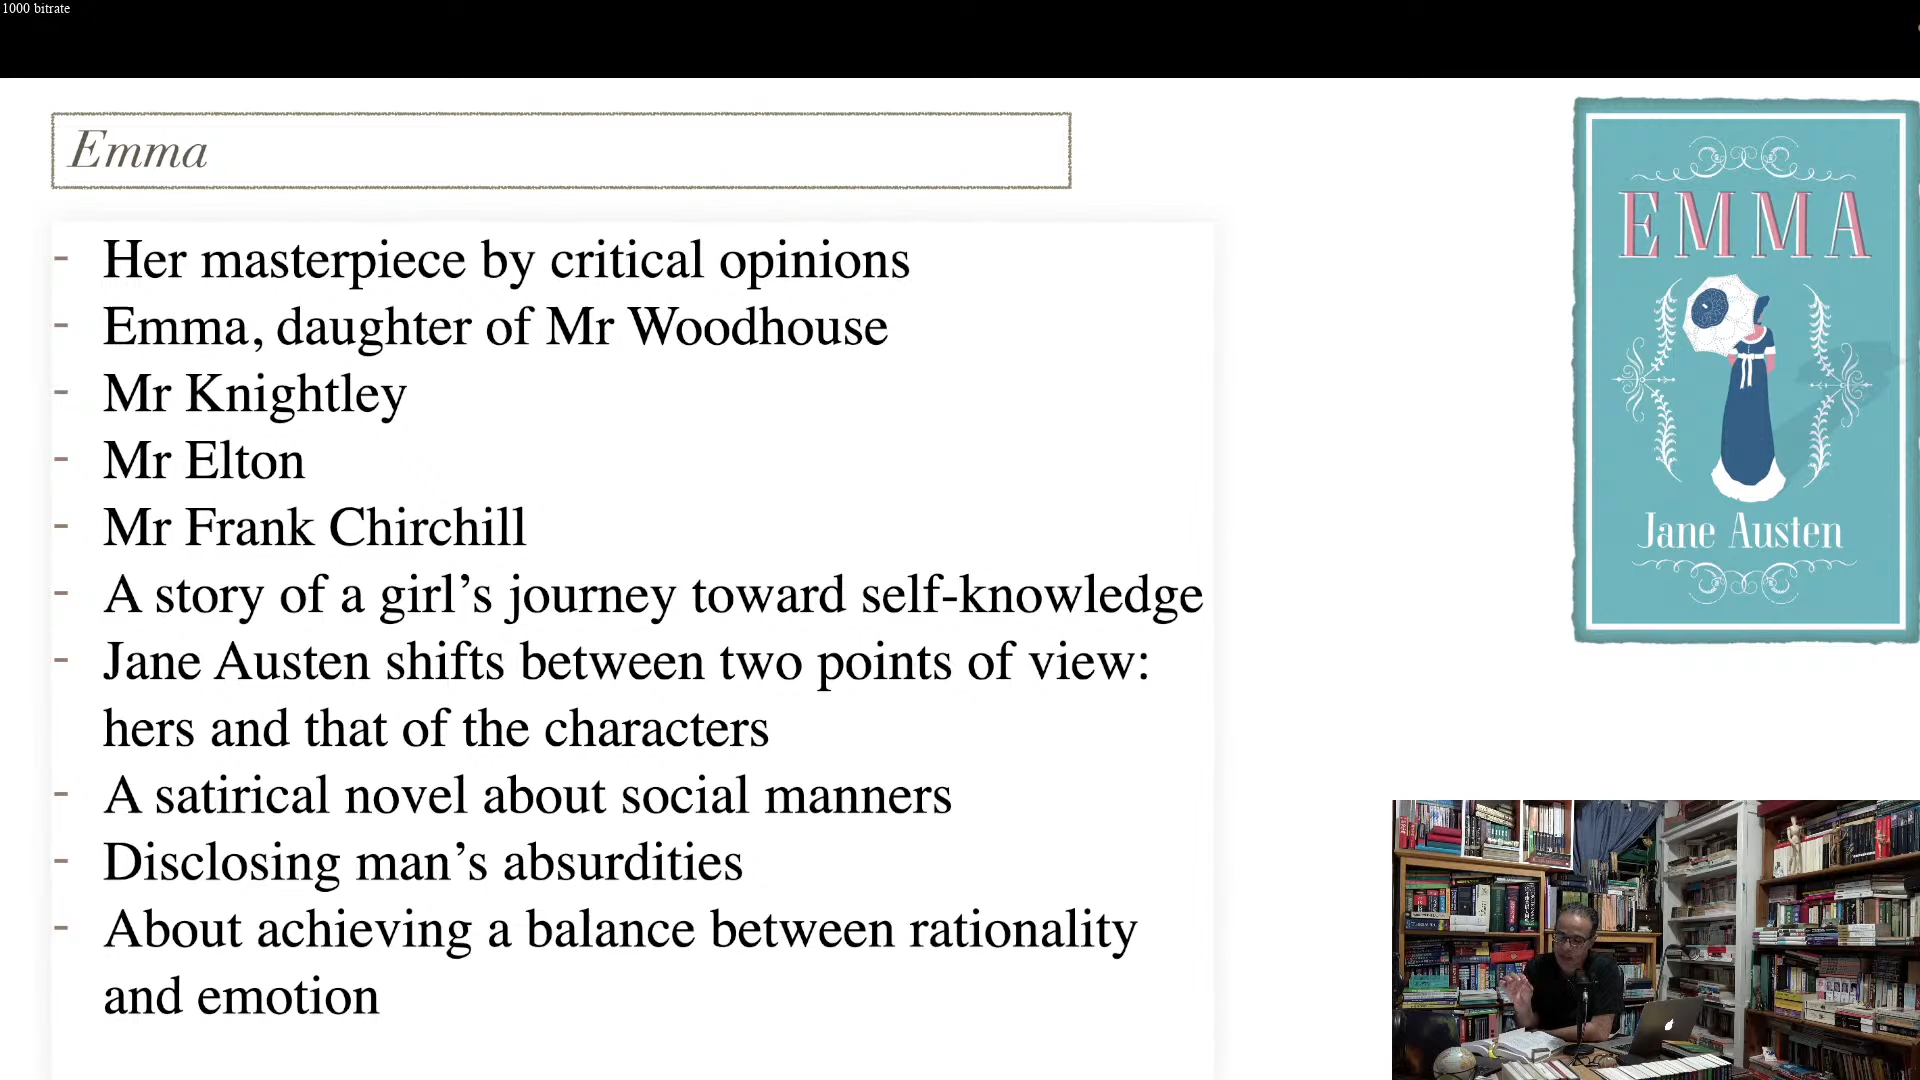 1000 bitrate
Emma
- Her masterpiece by critical opinions
- Emma, daughter of Mr Woodhouse
- Mr Knightley
- Mr Elton
- Mr Frank Chirchill
- A story of a girl’s journey toward self-knowledge
- Jane Austen shifts between two points of view:
hers and that of the characters
- A satirical novel about social manners
- Disclosing man’s absurdities
- About achieving a balance between rationality
and emotion
EMMA
Jane Austen